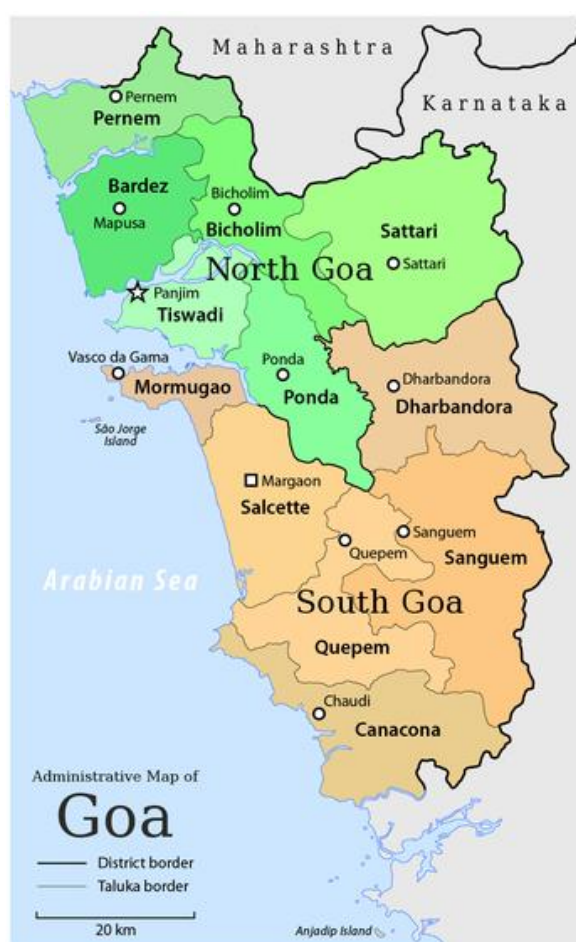 Maharashtra
Karnataka
Pernem
Pernem
Bardez
Mapusa
Bicholim
Bicholim
Sattari
Sattari
North Goa
Panjim
Tiswadi
Vasco da Gama
Mormugao
Ponda
Ponda
Dharbandora
Dharbandora
São Jorge
Island
Margaon
Salcette
Sanguem
Quepem
Sanguem
Arabian Sea
South Goa
Quepem
Chaudi
Canacona
Administrative Map of
Goa
District border
Taluka border
20 km
Anjadip Island